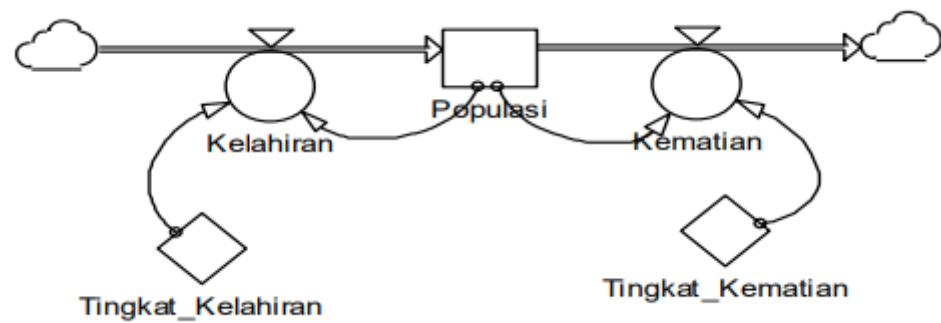 Populasi
Kelahiran
Kematian
Tingkat_Kelahiran
Tingkat_Kematian